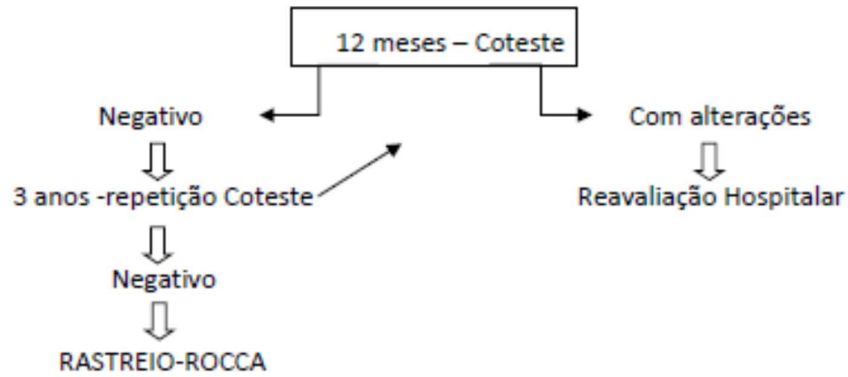 12 meses – Coteste
Negativo
Com alterações
3 anos -repetição Coteste
Reavaliação Hospitalar
Negativo
RASTREIO-ROCCA